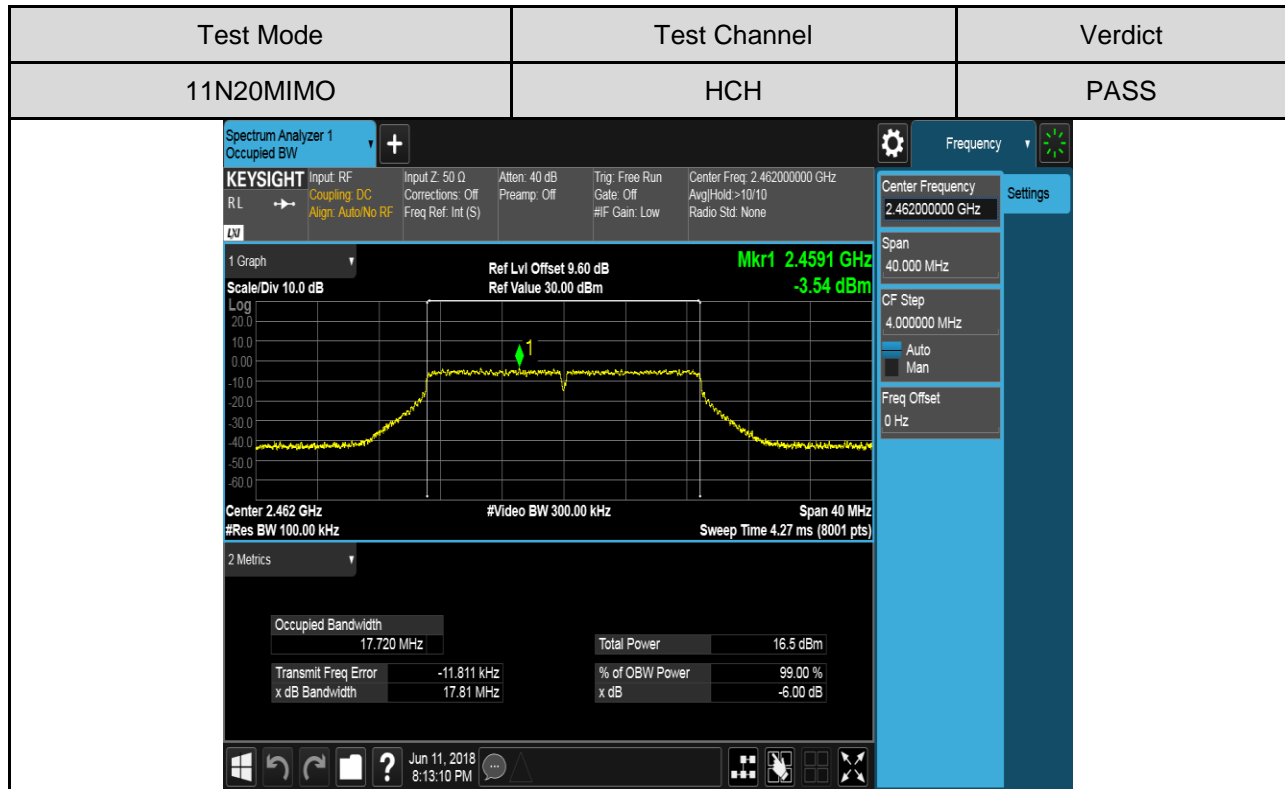 Test Mode Test Channel Verdict
11N20MIMO HCH PASS
Spectrum Analyzer 1
Occupied BW
+
Frequency
KEYSIGHT Input: RF Input Z: 50 Ω Atten: 40 dB Trig: Free Run Center Freq: 2.462000000 GHz
RL Coupling: DC Corrections: Off Preamp: Off Gate: Off Avg|Hold:>10/10
Align: Auto/No RF Freq Ref: Int (S) #IF Gain: Low Radio Std: None
LXI
Center Frequency
2.462000000 GHz
Settings
Span
40.000 MHz
CF Step
4.000000 MHz
Auto
Man
Freq Offset
0 Hz
1 Graph Ref Lvl Offset 9.60 dB Mkr1 2.4591 GHz
Scale/Div 10.0 dB Ref Value 30.00 dBm -3.54 dBm
Log
20.0
10.0
0.00
-10.0
-20.0
-30.0
-40.0
-50.0
-60.0
1
Center 2.462 GHz #Video BW 300.00 kHz Span 40 MHz
#Res BW 100.00 kHz Sweep Time 4.27 ms (8001 pts)
2 Metrics
Occupied Bandwidth
17.720 MHz Total Power 16.5 dBm
Transmit Freq Error -11.811 kHz % of OBW Power 99.00 %
x dB Bandwidth 17.81 MHz x dB -6.00 dB
? Jun 11, 2018
8:13:10 PM